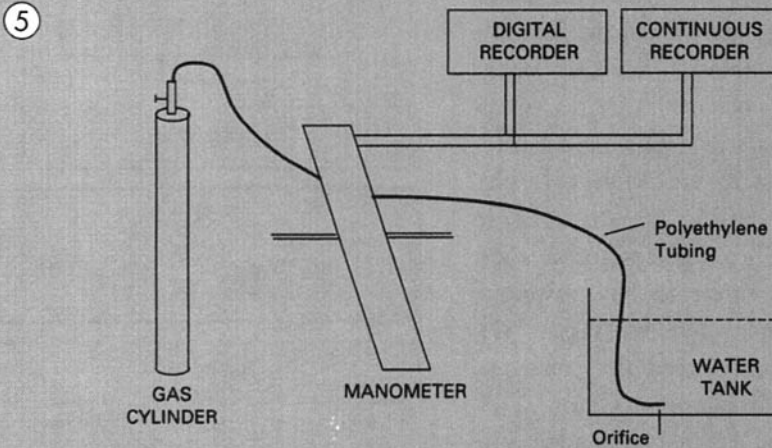 5
DIGITAL
RECORDER
CONTINUOUS
RECORDER
Polyethylene
Tubing
WATER
TANK
GAS
CYLINDER
MANOMETER
Orifice